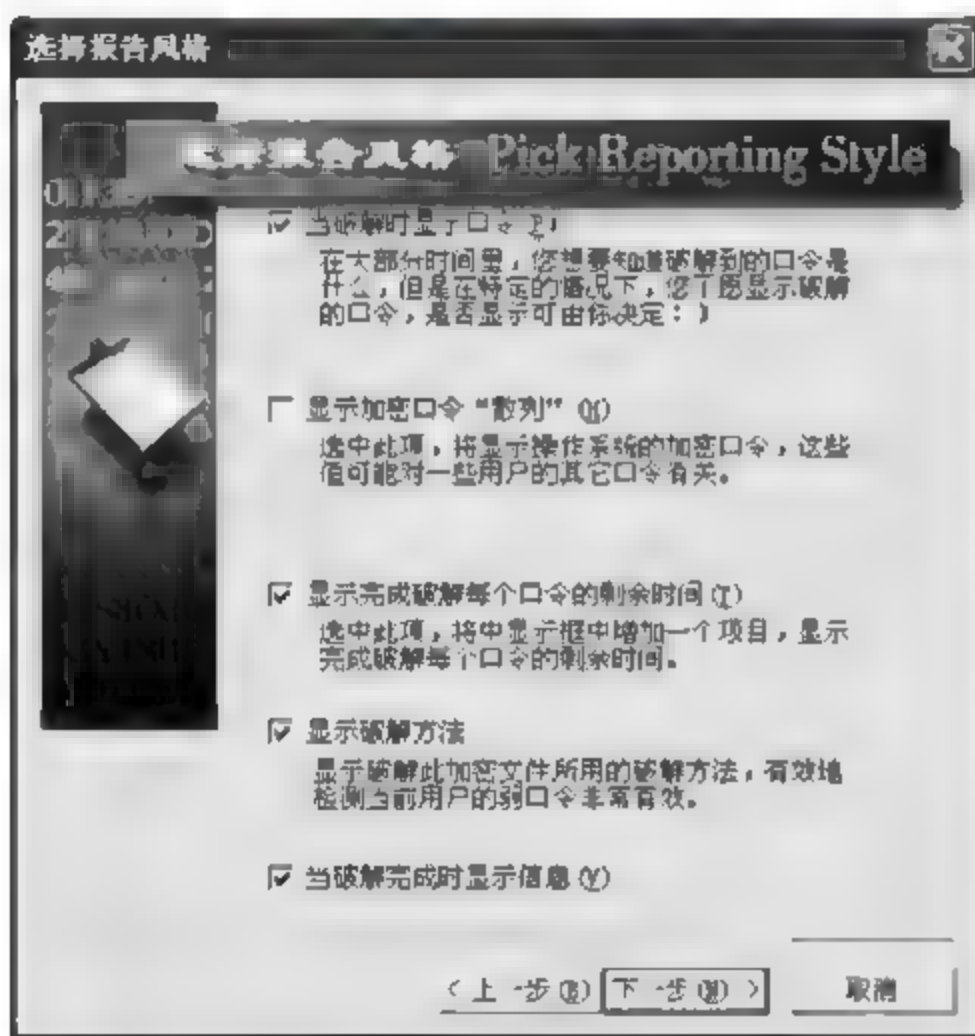 选择报告风格
选择报告风格 Pick Reporting Style
当破解时显示口令(P)
在大部分时间里，您想要知道破解到的口令是
什么，但是在特定的情况下，您不愿显示破解
的口令，是否显示可由你决定：)
显示加密口令“散列”(H)
选中此项，将显示操作系统的加密口令，这些
值可能对一些用户的其它口令有关。
显示完成破解每个口令的剩余时间(T)
选中此项，将中显示框中增加一个项目，显示
完成破解每个口令的剩余时间。
显示破解方法
显示破解此加密文件所用的破解方法，有效地
检测当前用户的弱口令非常有效。
当破解完成时显示信息(Y)
<上一步(B) 下一步(N)> 取消